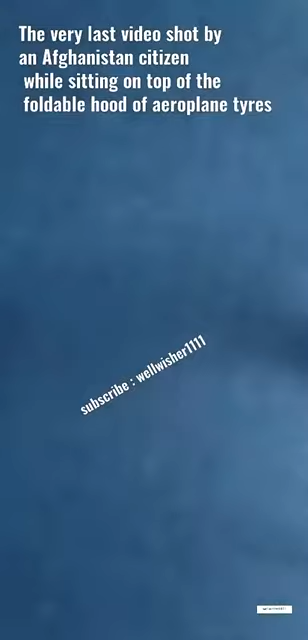 The very last video shot by
an Afghanistan citizen
while sitting on top of the
foldable hood of aeroplane tyres
subscribe : wellwisher1111